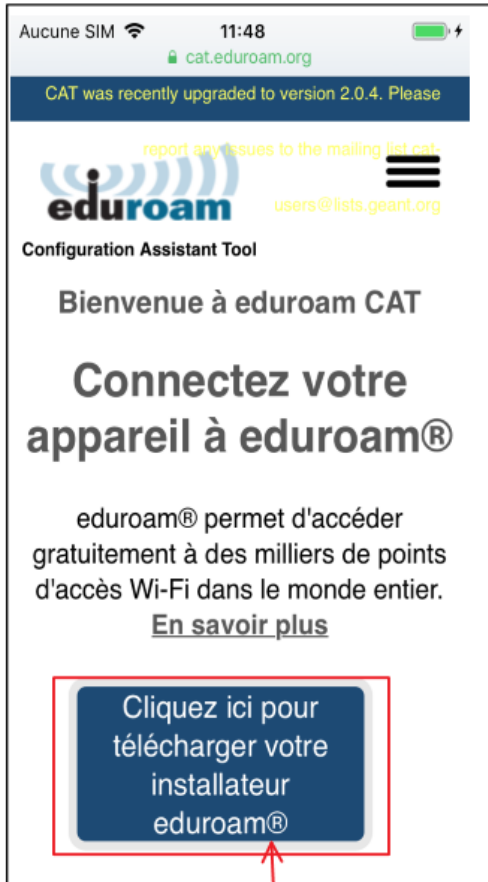 Aucune SIM 11:48
cat.eduroam.org
CAT was recently upgraded to version 2.0.4. Please
report any issues to the mailing list cat-
users@lists.geant.org
eduroam
Configuration Assistant Tool
Bienvenue à eduroam CAT
Connectez votre
appareil à eduroam®
eduroam® permet d'accéder
gratuitement à des milliers de points
d'accès Wi-Fi dans le monde entier.
En savoir plus
Cliquez ici pour
télécharger votre
installateur
eduroam®